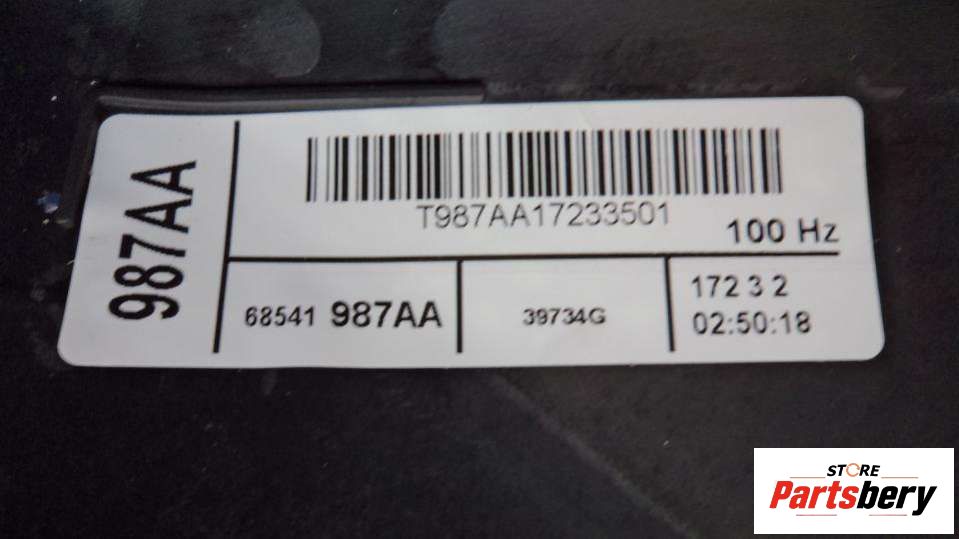 987AA
T987AA17233501
100 Hz
68541 987AA
39734G
172 3 2
02:50:18
STORE
Partsbery